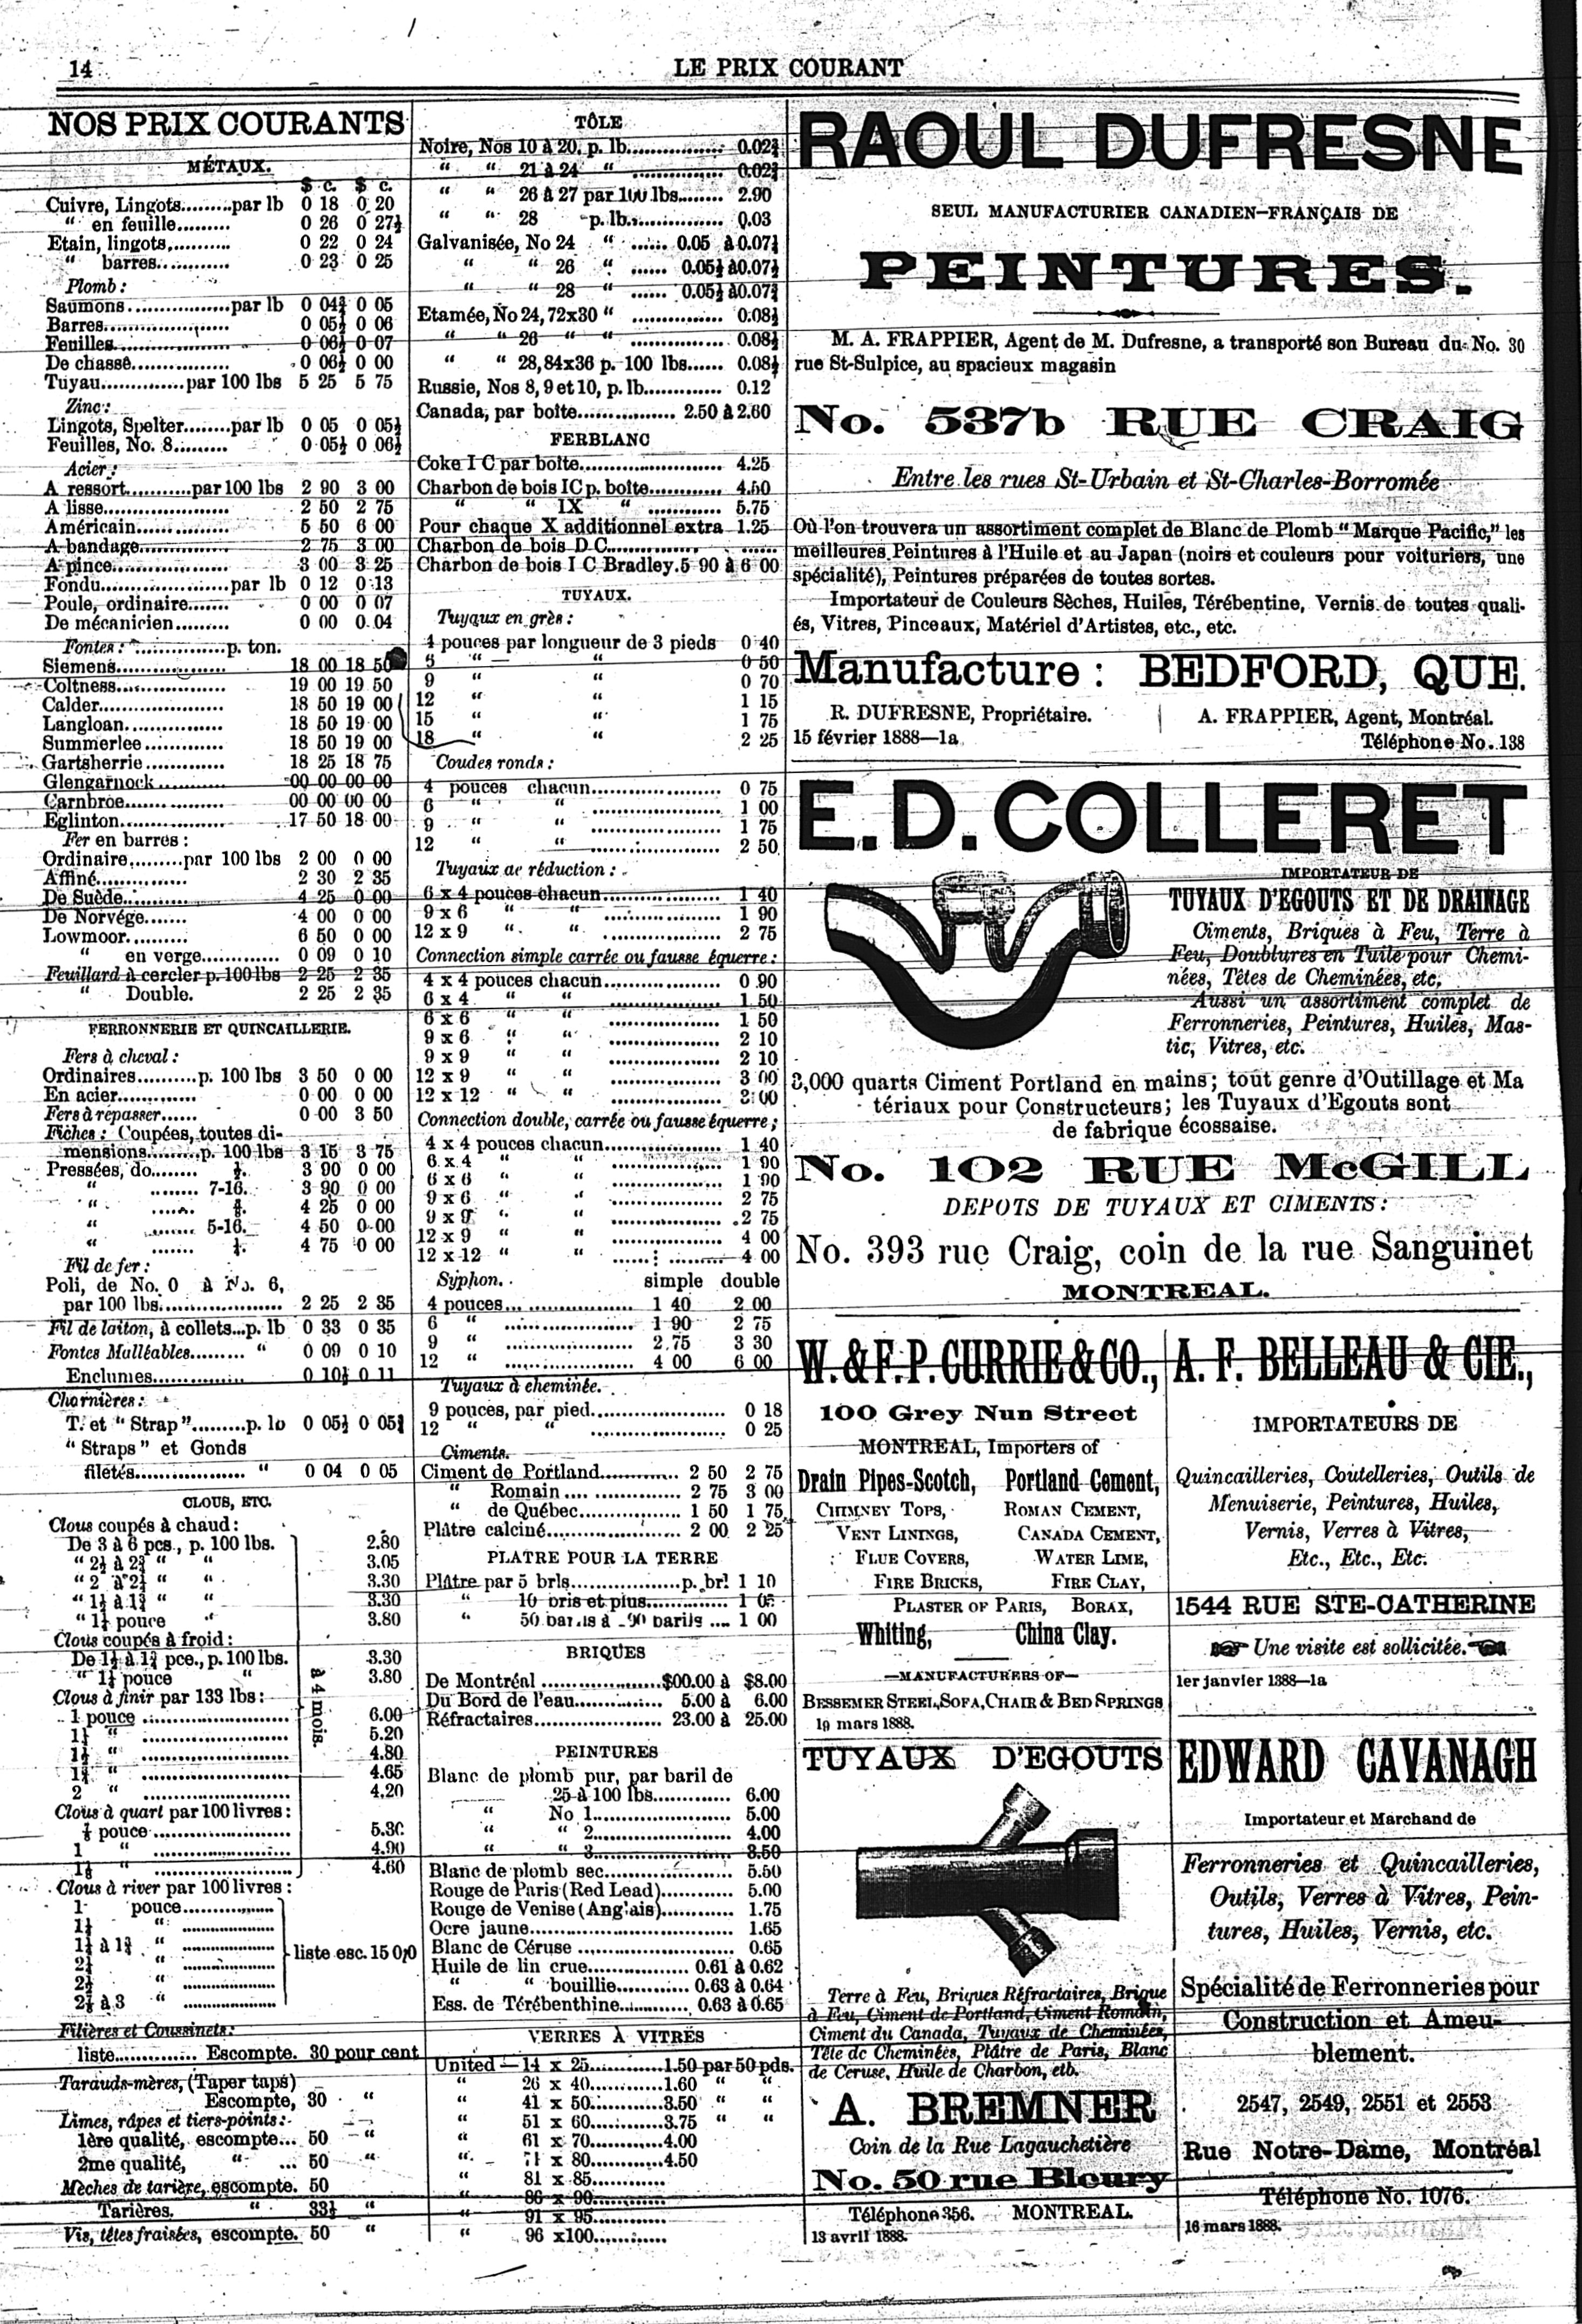 14
LE PRIX COURANT
NOS PRIX COURANTS
MÉTAUX.
$ c. $ c.
Cuivre, Lingots.........par lb 0 18 0 20
" en feuille......... 0 26 0 27½
Etain, lingots,.......... 0 22 0 24
" barres............ 0 23 0 25
Plomb :
Saumons..............par lb 0 04¾ 0 05
Barres..................... 0 05½ 0 06
Feuilles.................... 0 06½ 0 07
De chasse................ 0 06½ 0 00
Tuyau.............par 100 lbs 5 25 5 75
Zinc :
Lingots, Spelter........par lb 0 05 0 05½
Feuilles, No. 8......... 0 05½ 0 06½
Acier :
A ressort...........par 100 lbs 2 90 3 00
A lisse...................... 2 50 2 75
Américain............... 5 50 6 00
A bandage............... 2 75 3 00
A pince.................... 3 00 3 25
Fondu.....................par lb 0 12 0 13
Poule, ordinaire....... 0 00 0 07
De mécanicien......... 0 00 0.04
Fontes : ...............p. ton.
Siemens................. 18 00 18 50
Coltness................. 19 00 19 50
Calder.................... 18 50 19 00
Langloan................ 18 50 19 00
Summerlee............. 18 50 19 00
Gartsherrie............. 18 25 18 75
Glengarnock........... 00 00 00 00
Carnbroe................ 00 00 00 00
Eglinton................. 17 50 18 00
Fer en barres :
Ordinaire.........par 100 lbs 2 00 0 00
Affiné............... 2 30 2 35
De Suède.......... 4 25 0 00
De Norvége....... 4 00 0 00
Lowmoor.......... 6 50 0 00
" en verge............. 0 09 0 10
Feuillard à cercler p. 100 lbs 2 25 2 35
" Double. 2 25 2 35
FERRONNERIE ET QUINCAILLERIE.
Fers à cheval :
Ordinaires..........p. 100 lbs 3 50 0 00
En acier.............. 0 00 0 00
Fers à repasser...... 0 00 3 50
Fiches : Coupées, toutes di-
mensions.........p. 100 lbs 3 15 3 75
Pressées, do........ ½. 3 90 0 00
" ........ 7-16. 3 90 0 00
" ....... ⅜. 4 25 0 00
" ........ 5-16. 4 50 0 00
" ....... ¼. 4 75 0 00
Fil de fer :
Poli, de No. 0 à No. 6,
par 100 lbs.................... 2 25 2 35
Fil de laiton, à collets...p. lb 0 33 0 35
Fontes Malléables......... " 0 09 0 10
Enclumes............... 0 10½ 0 11
Charnières :
T. et " Strap ".........p. lb 0 05½ 0 05¾
" Straps " et Gonds
filetés.................. " 0 04 0 05
CLOUS, ETC.
Clous coupés à chaud :
De 3 à 6 pcs., p. 100 lbs. 2.80
" 2½ à 2¾ " " 3.05
" 2 à 2¼ " " 3.30
" 1½ à 1¾ " " 3.30
" 1¼ pouce " 3.80
Clous coupés à froid :
De 1½ à 1¾ pce., p. 100 lbs. 3.30
" 1¼ pouce " 3.80
Clous à finir par 133 lbs :
1 pouce ........................... 6.00
1¼ " ........................... 5.20
1½ " ........................... 4.80
1¾ " ........................... 4.65
2 " ........................... 4.20
Clous à quart par 100 livres :
⅞ pouce ........................... 5.30
1 " ........................... 4.90
1⅛ " ........................... 4.60
à 4 mois.
Clous à river par 100 livres :
1 pouce................
1¼ " ................
1½ à 1¾ " ................
2¼ " ................
2½ " ................
2½ à 3 " ................
liste esc. 15 0/0
Filières et Coussinets :
liste.............. Escompte. 30 pour cent
Tarauds-mères, (Taper taps)
Escompte, 30 "
Limes, râpes et tiers-points :
1ère qualité, escompte... 50 "
2me qualité, " ... 50 "
Mèches de tarière, escompte. 50
Tarières. " 33⅓ "
Vis, têtes fraisées, escompte. 50 "
TÔLE
Noire, Nos 10 à 20, p. lb................ 0.02¾
" " 21 à 24 " ............... 0.02¾
" " 26 à 27 par 100 lbs........ 2.90
" " 28 p. lb............... 0.03
Galvanisée, No 24 " ...... 0.05 à 0.07½
" " 26 " ...... 0.05½ à 0.07½
" " 28 " ...... 0.05½ à 0.07¾
Etamée, No 24, 72x30 " ............... 0.08½
" " 26 " " ............... 0.08½
" " 28, 84x36 p. 100 lbs...... 0.08½
Russie, Nos 8, 9 et 10, p. lb............. 0.12
Canada, par boîte................ 2.50 à 2.60
FERBLANC
Coke I C par boîte........................ 4.25
Charbon de bois IC p. boîte............ 4.50
" " IX " ............ 5.75
Pour chaque X additionnel extra 1.25
Charbon de bois D C.....................
Charbon de bois I C Bradley. 5 90 à 6 00
TUYAUX.
Tuyaux en grès :
4 pouces par longueur de 3 pieds 0 40
" " 0 50
9 " " 0 70
12 " " 1 15
15 " " 1 75
18 " " 2 25
Coudes ronds :
4 pouces chacun...................... 0 75
6 " " ...................... 1 00
9 " " ...................... 1 75
12 " " ...................... 2 50
Tuyaux de réduction :
6 x 4 pouces chacun.................... 1 40
9 x 6 " " .................... 1 90
12 x 9 " " .................... 2 75
Connection simple carrée ou fausse équerre :
4 x 4 pouces chacun.................... 0 90
6 x 4 " " ................... 1 50
6 x 6 " " ................... 1 50
9 x 6 " " ................... 2 10
9 x 9 " " ................... 2 10
12 x 9 " " ................... 3 00
12 x 12 " " ................... 3 00
Connection double, carrée ou fausse équerre ;
4 x 4 pouces chacun.................... 1 40
6 x 4 " " ................... 1 90
6 x 6 " " ................... 1 90
9 x 6 " " ................... 2 75
9 x 9 " " ................... 2 75
12 x 9 " " ................... 4 00
12 x 12 " " ................... 4 00
Syphon. simple double
4 pouces..................... 1 40 2 00
6 " ...................... 1 90 2 75
9 " ...................... 2.75 3 30
12 " ...................... 4 00 6 00
Tuyaux à cheminée.
9 pouces, par pied...................... 0 18
12 " " ...................... 0 25
Ciments.
Ciment de Portland............. 2 50 2 75
" Romain .... ............. 2 75 3 00
" de Québec................ 1 50 1 75
Plâtre calciné...................... 2 00 2 25
PLATRE POUR LA TERRE
Plâtre par 5 brls...................p. brl 1 10
" 10 brls et plus.............. 1 05
" 50 barils à barils .... 1 00
BRIQUES
De Montréal .....................$00.00 à $8.00
Du Bord de l'eau.............. 5.00 à 6.00
Réfractaires..................... 23.00 à 25.00
PEINTURES
Blanc de plomb pur, par baril de
25 à 100 lbs............. 6.00
" No 1....................... 5.00
" " 2....................... 4.00
" " 3....................... 3.50
Blanc de plomb sec...................... 5.50
Rouge de Paris (Red Lead)............ 5.00
Rouge de Venise (Anglais)............. 1.75
Ocre jaune.................................. 1.65
Blanc de Céruse .......................... 0.65
Huile de lin crue................. 0.61 à 0.62
" " bouillie............ 0.63 à 0.64
Ess. de Térébenthine............ 0.63 à 0.65
VERRES À VITRES
United — 14 x 25............1.50 par 50 pds.
" 26 x 40............1.60 " "
" 41 x 50............3.50 " "
" 51 x 60............3.75 " "
" 61 x 70............4.00
" 71 x 80............4.50
" 81 x 85............
" 86 x 90............
" 91 x 95............
" 96 x100............
RAOUL DUFRESNE
SEUL MANUFACTURIER CANADIEN-FRANÇAIS DE
PEINTURES.
M. A. FRAPPIER, Agent de M. Dufresne, a transporté son Bureau du No. 30
rue St-Sulpice, au spacieux magasin
No. 537b RUE CRAIG
Entre les rues St-Urbain et St-Charles-Borromée
Où l'on trouvera un assortiment complet de Blanc de Plomb " Marque Pacific," les
meilleures Peintures à l'Huile et au Japan (noirs et couleurs pour voituriers, une
spécialité), Peintures préparées de toutes sortes.
Importateur de Couleurs Sèches, Huiles, Térébentine, Vernis de toutes quali-
és, Vitres, Pinceaux, Matériel d'Artistes, etc., etc.
Manufacture : BEDFORD, QUE.
R. DUFRESNE, Propriétaire. | A. FRAPPIER, Agent, Montréal.
15 février 1888—1a Téléphone No. 138
E. D. COLLERET
IMPORTATEUR DE
TUYAUX D'EGOUTS ET DE DRAINAGE
Ciments, Briques à Feu, Terre à
Feu, Doublures en Tuile pour Chemi-
nées, Têtes de Cheminées, etc,
Aussi un assortiment complet de
Ferronneries, Peintures, Huiles, Mas-
tic, Vitres, etc.
3,000 quarts Ciment Portland en mains ; tout genre d'Outillage et Ma
tériaux pour Constructeurs ; les Tuyaux d'Egouts sont
de fabrique écossaise.
No. 102 RUE McGILL
DEPOTS DE TUYAUX ET CIMENTS :
No. 393 rue Craig, coin de la rue Sanguinet
MONTREAL.
W. & F. P. CURRIE & CO.,
100 Grey Nun Street
MONTREAL, Importers of
Drain Pipes-Scotch, Portland Cement,
CHIMNEY TOPS, ROMAN CEMENT,
VENT LININGS, CANADA CEMENT,
FLUE COVERS, WATER LIME,
FIRE BRICKS, FIRE CLAY,
PLASTER OF PARIS, BORAX,
Whiting, China Clay.
—MANUFACTURERS OF—
BESSEMER STEEL, SOFA, CHAIR & BED SPRINGS
19 mars 1888.
A. F. BELLEAU & CIE.,
IMPORTATEURS DE
Quincailleries, Coutelleries, Outils de
Menuiserie, Peintures, Huiles,
Vernis, Verres à Vitres,
Etc., Etc., Etc.
1544 RUE STE-CATHERINE
Une visite est sollicitée.
1er janvier 1388—1a
TUYAUX D'EGOUTS
Terre à Feu, Briques Réfractaires, Brique
à Feu, Ciment de Portland, Ciment Romain,
Ciment du Canada, Tuyaux de Cheminées,
Tête de Cheminées, Plâtre de Paris, Blanc
de Ceruse, Huile de Charbon, etb.
A. BREMNER
Coin de la Rue Lagauchetière
No. 50 rue Bleury
Téléphone 356. MONTREAL.
13 avril 1888.
EDWARD CAVANAGH
Importateur et Marchand de
Ferronneries et Quincailleries,
Outils, Verres à Vitres, Pein-
tures, Huiles, Vernis, etc.
Spécialité de Ferronneries pour
Construction et Ameu-
blement.
2547, 2549, 2551 et 2553
Rue Notre-Dame, Montréal
Téléphone No. 1076.
16 mars 1888.